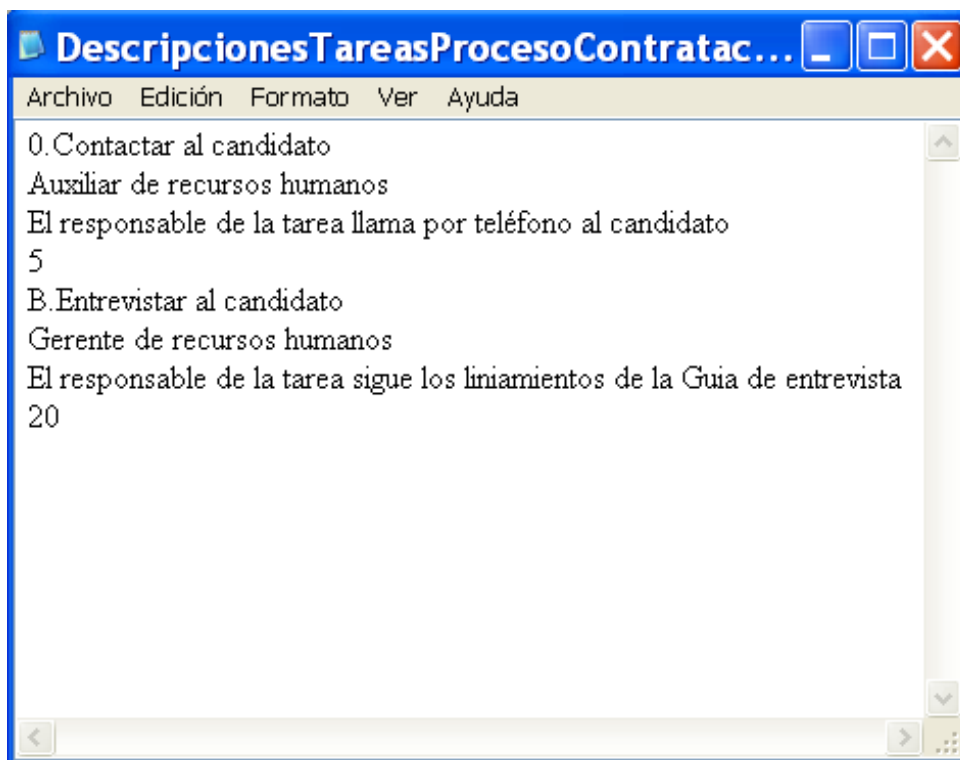 DescripcionesTareasProcesoContratac...
Archivo Edición Formato Ver Ayuda
0.Contactar al candidato
Auxiliar de recursos humanos
El responsable de la tarea llama por teléfono al candidato
5
B.Entrevistar al candidato
Gerente de recursos humanos
El responsable de la tarea sigue los liniamientos de la Guia de entrevista
20